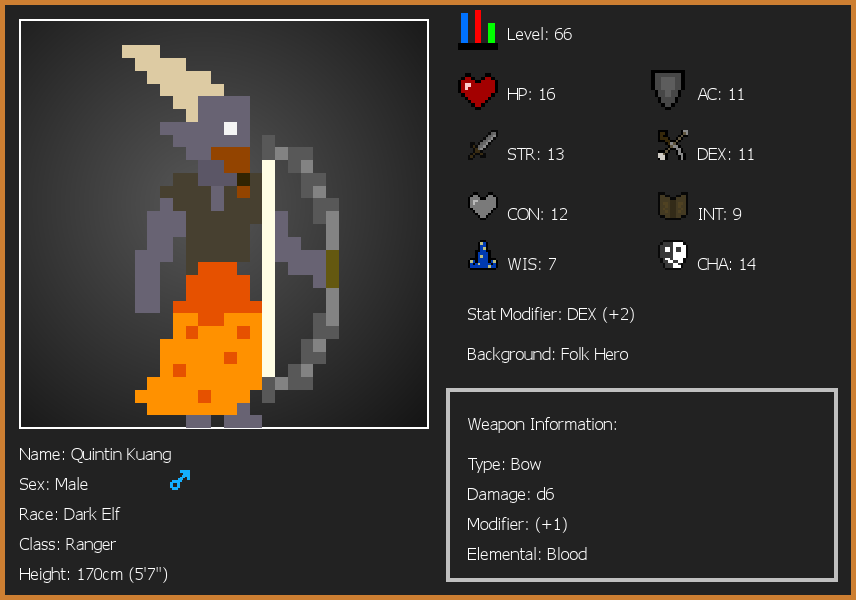 Level: 66
HP: 16
AC: 11
STR: 13
DEX: 11
CON: 12
INT: 9
WIS: 7
CHA: 14
Stat Modifier: DEX (+2)
Background: Folk Hero
Weapon Information:
Type: Bow
Damage: d6
Modifier: (+1)
Elemental: Blood
Name: Quintin Kuang
Sex: Male
Race: Dark Elf
Class: Ranger
Height: 170cm (5'7")